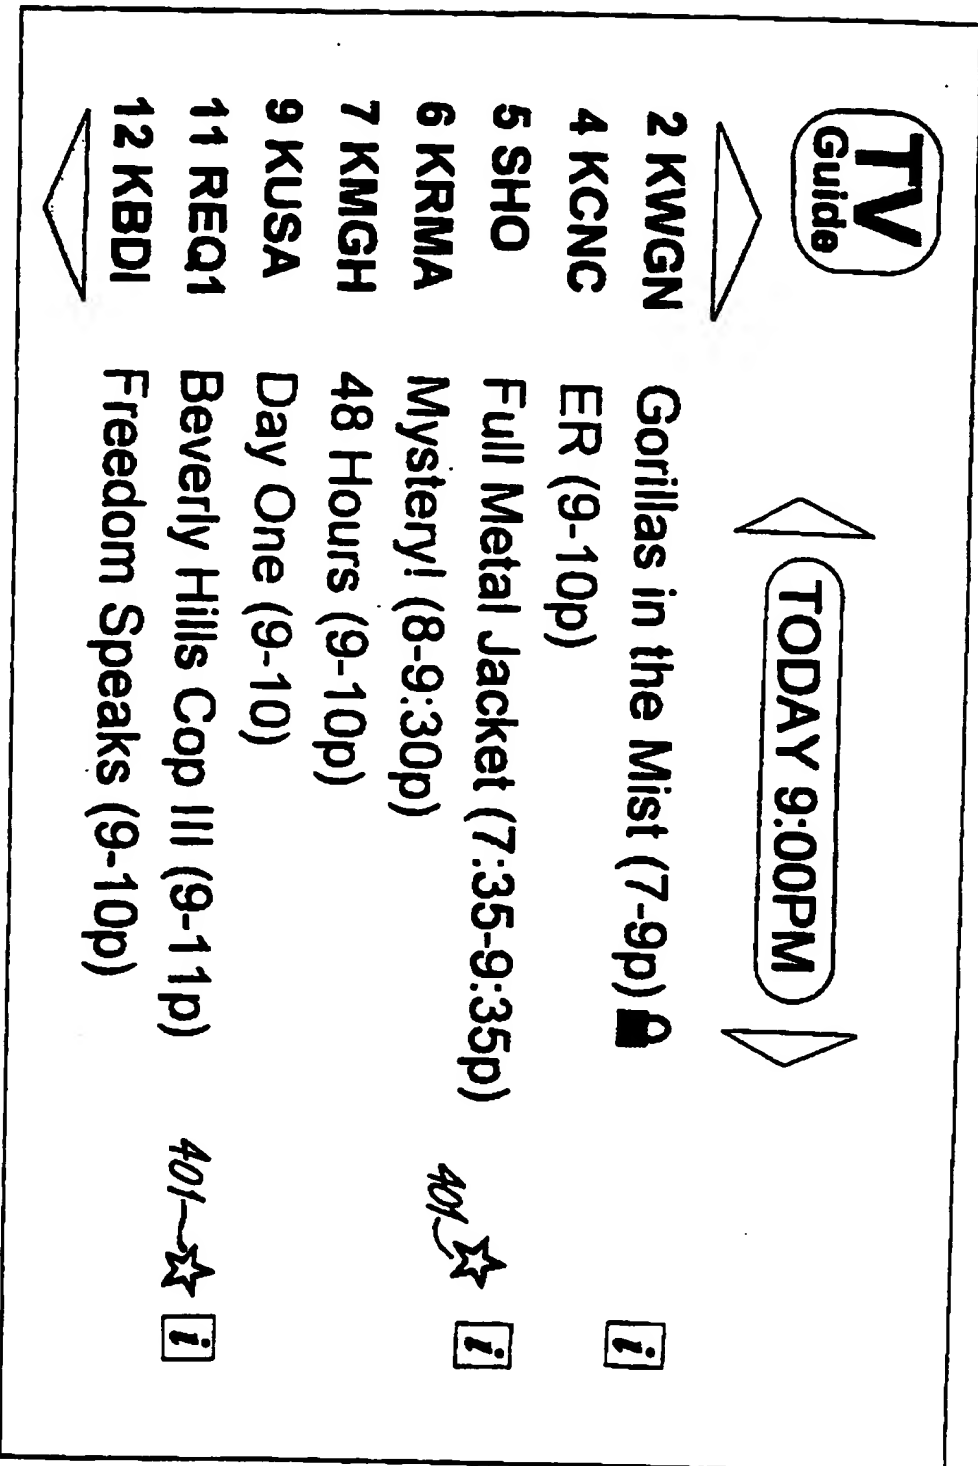 TV
Guide
TODAY 9:00PM
2 KWGN Gorillas in the Mist (7-9p) i
4 KCNC ER (9-10p)
5 SHO Full Metal Jacket (7:35-9:35p) 401 i
6 KRMA Mystery! (8-9:30p)
7 KMGH 48 Hours (9-10p)
9 KUSA Day One (9-10)
11 REQ1 Beverly Hills Cop III (9-11p) 401 i
12 KBDI Freedom Speaks (9-10p)